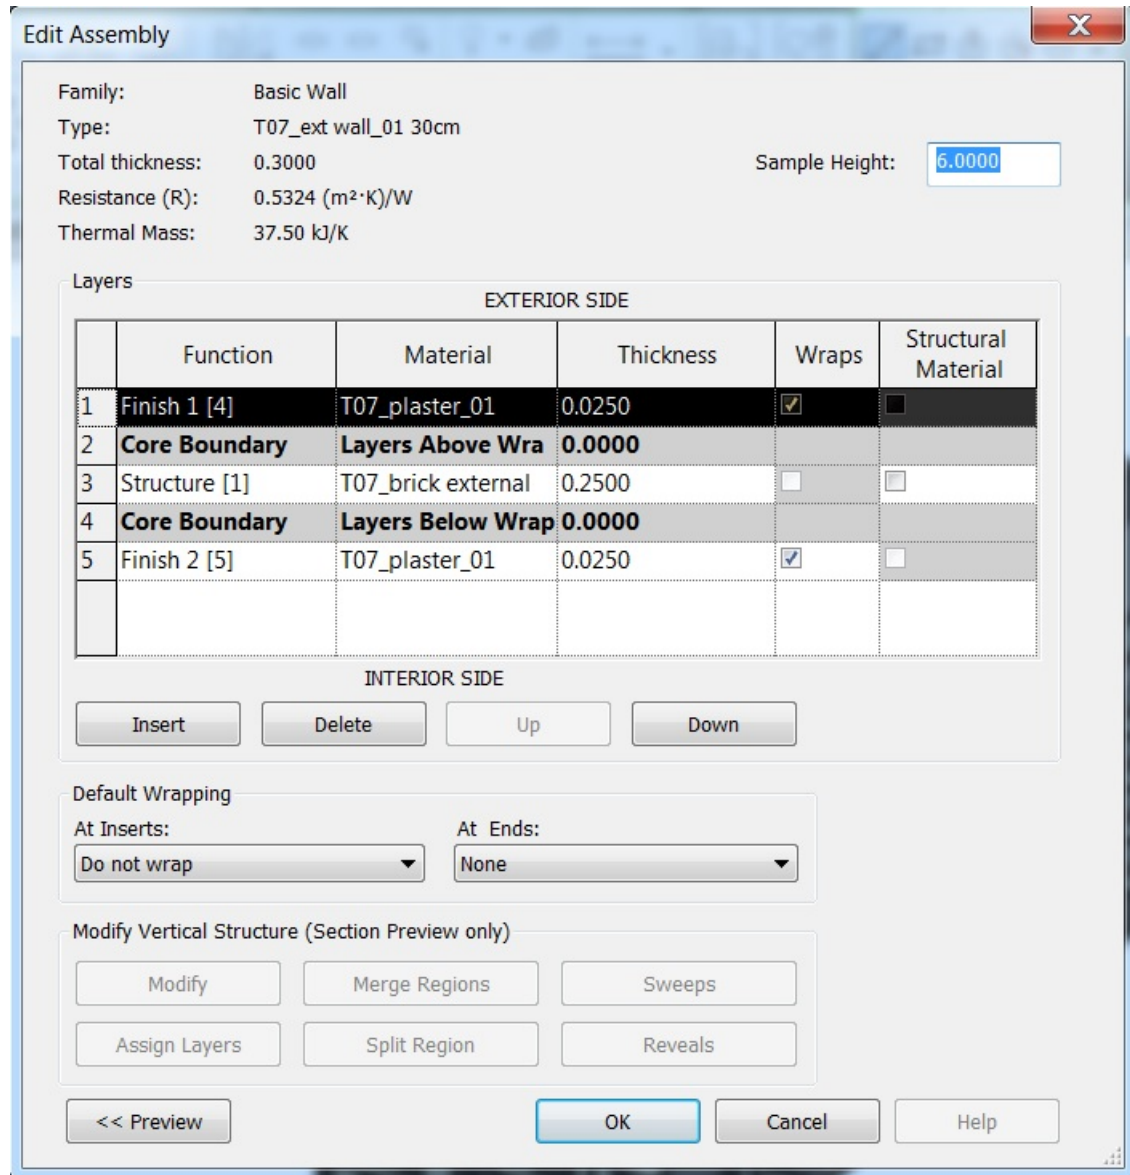 Edit Assembly
X
Family: Basic Wall
Type: T07_ext wall_01 30cm
Total thickness: 0.3000 Sample Height: 6.0000
Resistance (R): 0.5324 (m²·K)/W
Thermal Mass: 37.50 kJ/K
Layers
EXTERIOR SIDE
Function Material Thickness Wraps Structural Material
1 Finish 1 [4] T07_plaster_01 0.0250
2 Core Boundary Layers Above Wra 0.0000
3 Structure [1] T07_brick external 0.2500
4 Core Boundary Layers Below Wrap 0.0000
5 Finish 2 [5] T07_plaster_01 0.0250
INTERIOR SIDE
Insert Delete Up Down
Default Wrapping
At Inserts: At Ends:
Do not wrap None
Modify Vertical Structure (Section Preview only)
Modify Merge Regions Sweeps
Assign Layers Split Region Reveals
<< Preview OK Cancel Help